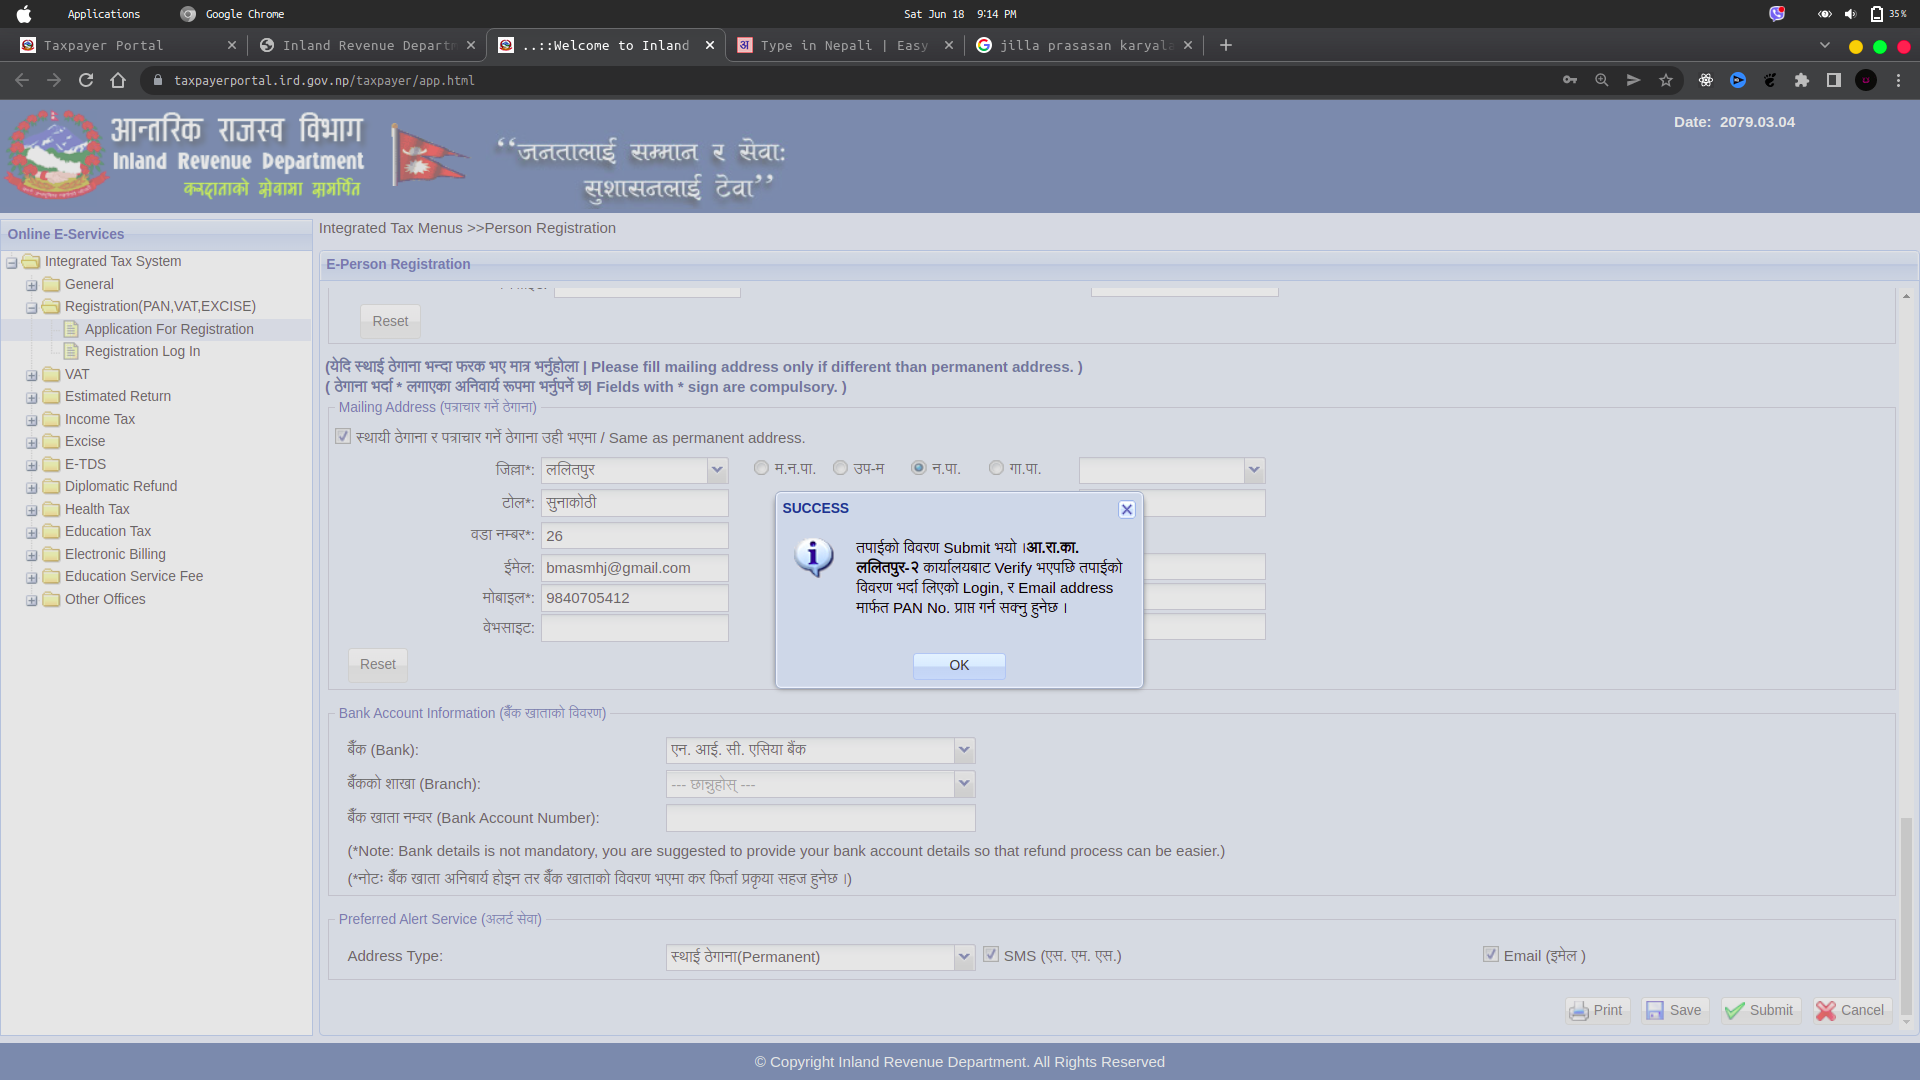 Applications
Google Chrome
Sat Jun 18 9:14 PM
35%
Taxpayer Portal
Inland Revenue Departm
..::Welcome to Inland
Type in Nepali | Easy
jilla prasasan karyala
taxpayerportal.ird.gov.np/taxpayer/app.html
आन्तरिक राजस्व विभाग
Inland Revenue Department
करदाताको सेवामा समर्पित
“जनतालाई सम्मान र सेवा:
सुशासनलाई टेवा”
Date: 2079.03.04
Online E-Services
Integrated Tax System
General
Registration(PAN,VAT,EXCISE)
Application For Registration
Registration Log In
VAT
Estimated Return
Income Tax
Excise
E-TDS
Diplomatic Refund
Health Tax
Education Tax
Electronic Billing
Education Service Fee
Other Offices
Integrated Tax Menus >>Person Registration
E-Person Registration
Reset
(येदि स्थाई ठेगाना भन्दा फरक भए मात्र भर्नुहोला | Please fill mailing address only if different than permanent address. )
( ठेगाना भर्दा * लगाएका अनिवार्य रूपमा भर्नुपर्ने छ| Fields with * sign are compulsory. )
Mailing Address (पत्राचार गर्ने ठेगाना)
स्थायी ठेगाना र पत्राचार गर्ने ठेगाना उही भएमा / Same as permanent address.
जिल्ला*: ललितपुर म.न.पा. उप-म न.पा. गा.पा.
टोल*: सुनाकोठी
वडा नम्बर*: 26
ईमेल: bmasmhj@gmail.com
मोबाइल*: 9840705412
वेभसाइट:
Reset
SUCCESS
तपाईको विवरण Submit भयो ।आ.रा.का.
ललितपुर-२ कार्यालयबाट Verify भएपछि तपाईको
विवरण भर्दा लिएको Login, र Email address
मार्फत PAN No. प्राप्त गर्न सक्नु हुनेछ ।
OK
Bank Account Information (बैँक खाताको विवरण)
बैँक (Bank): एन. आई. सी. एसिया बैंक
बैँकको शाखा (Branch): --- छान्नुहोस् ---
बैँक खाता नम्वर (Bank Account Number):
(*Note: Bank details is not mandatory, you are suggested to provide your bank account details so that refund process can be easier.)
(*नोटः बैँक खाता अनिबार्य होइन तर बैँक खाताको विवरण भएमा कर फिर्ता प्रकृया सहज हुनेछ ।)
Preferred Alert Service (अलर्ट सेवा)
Address Type: स्थाई ठेगाना(Permanent) SMS (एस. एम. एस.) Email (इमेल )
Print Save Submit Cancel
© Copyright Inland Revenue Department. All Rights Reserved